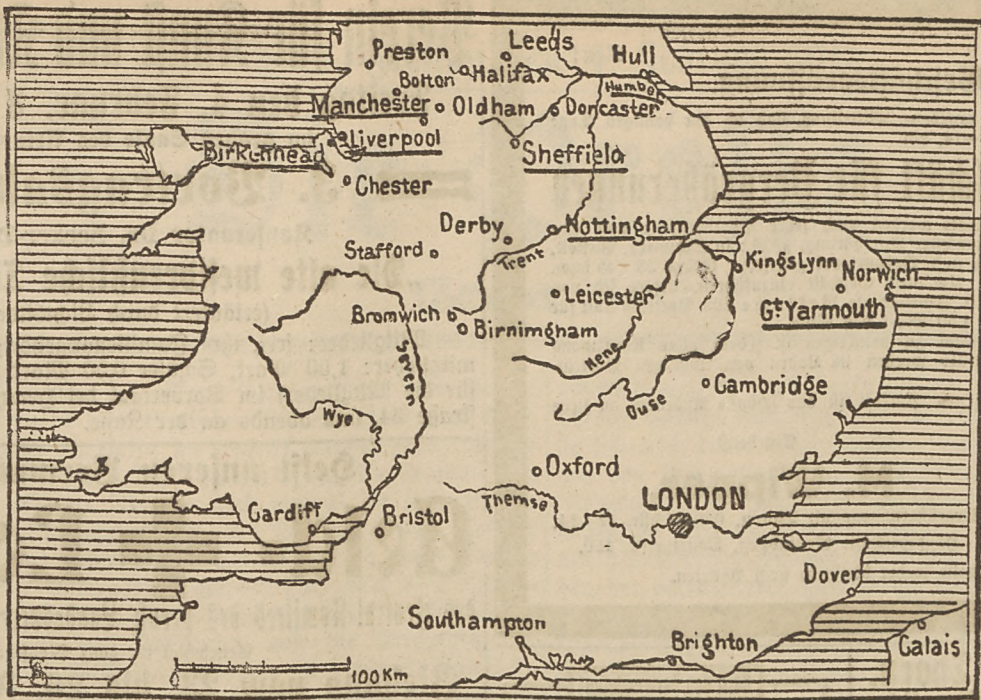 Preston
Leeds
Hull
Bolton
Halifax
Humber
Manchester
Oldham
Doncaster
Liverpool
Birkenhead
Sheffield
Chester
Derby
Nottingham
Stafford
Trent
KingsLynn
Norwich
Leicester
Gt. Yarmouth
Bromwich
Birnimgham
Nene
Severn
Cambridge
Wye
Ouse
Oxford
Themse
LONDON
Cardiff
Bristol
Dover
Southampton
Brighton
Calais
100 Km